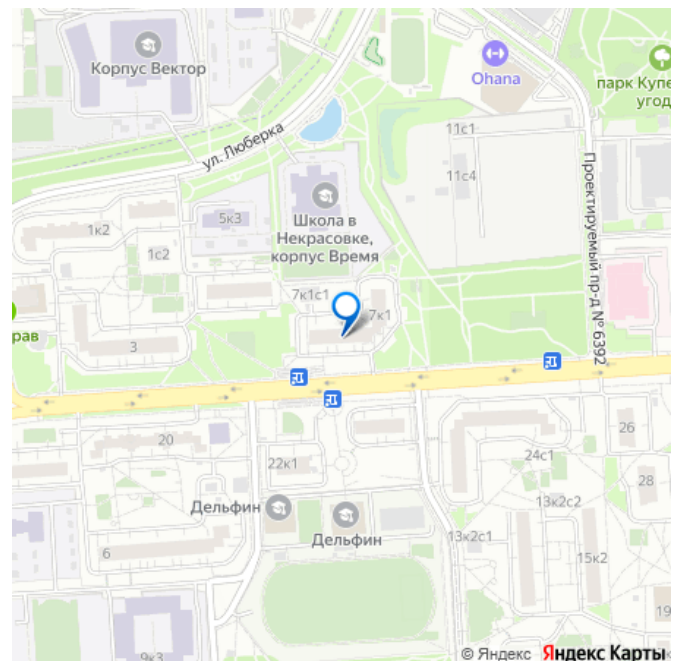 Корпус Вектор
Ohana
парк Купе
угод
ул. Люберка
11с1
11с4
Проектируемый пр-д № 6392
5к3
Школа в
Некрасовке,
корпус Время
1к2
1с2
7к1с1
7к1
рав
3
20
26
22к1
24с1
28
Дельфин
13к2с2
Дельфин
13к2с1
6
15к2
19
9к3
© Яндекс Яндекс Карты